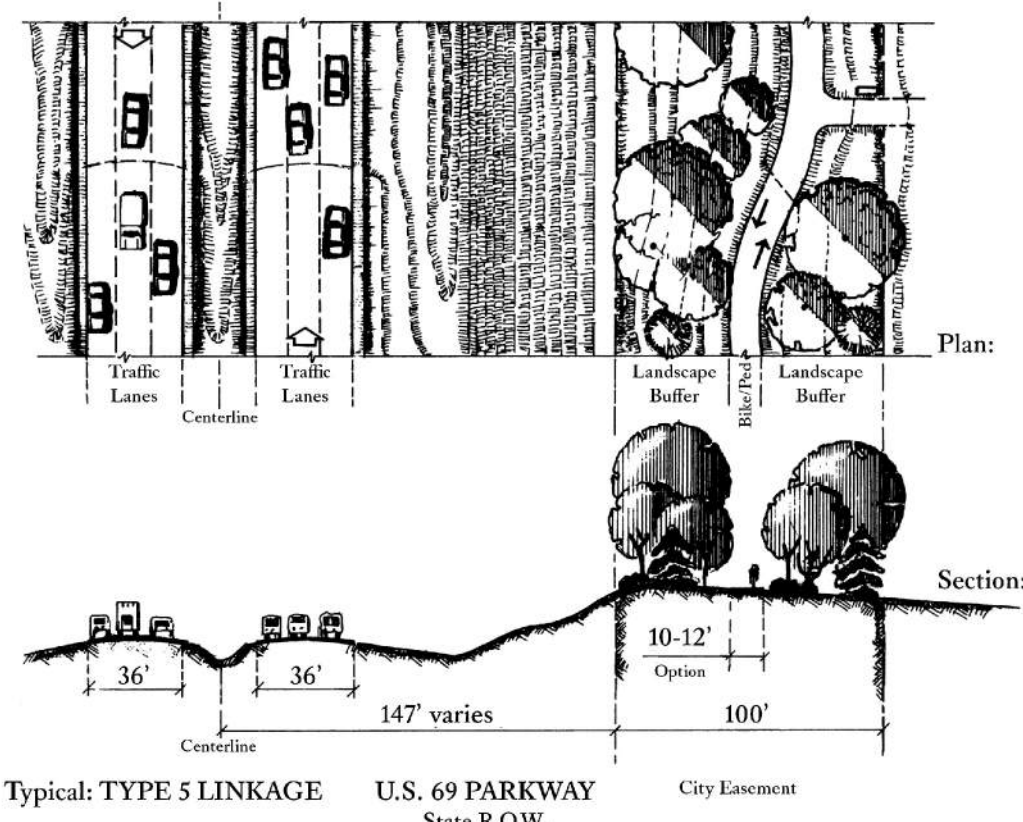 Plan:
Traffic
Lanes
Centerline
Traffic
Lanes
Landscape
Buffer
Bike/Ped
Landscape
Buffer
Section:
10-12'
Option
36'
36'
147' varies
100'
Centerline
Typical: TYPE 5 LINKAGE
U.S. 69 PARKWAY
State R.O.W.
City Easement